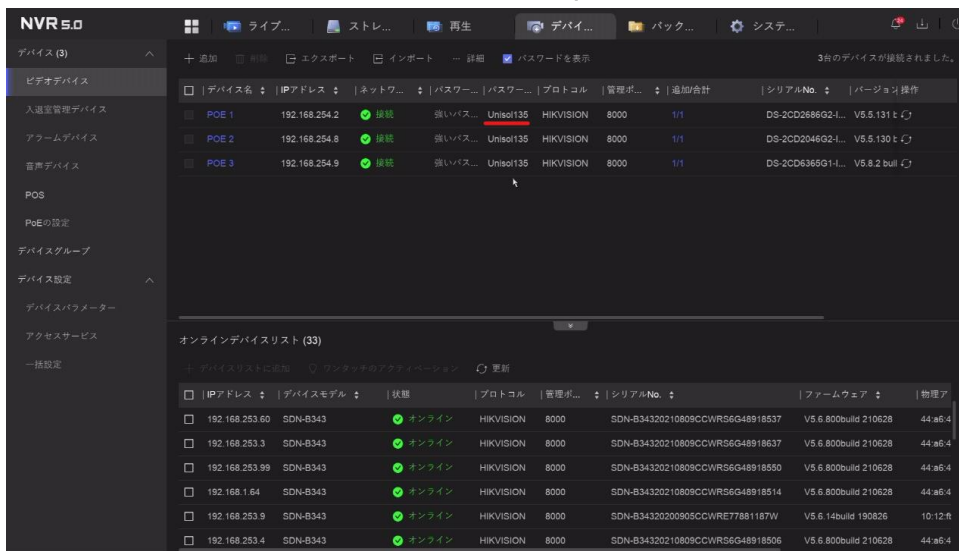 NVR 5.0
ライブ...
ストレ...
再生
デバイ...
バック...
システ...
デバイス (3)
ビデオデバイス
入退室管理デバイス
アラームデバイス
音声デバイス
POS
PoEの設定
デバイスグループ
デバイス設定
デバイスパラメーター
アクセスサービス
一括設定
追加 削除 エクスポート インポート ... 詳細 パスワードを表示 3台のデバイスが接続されました。
デバイス名 IPアドレス ネットワ... パスワー... パスワー... プロトコル 管理ポ... 追加/合計 シリアルNo. バージョン 操作
POE 1 192.168.254.2 接続 強いパス... Unisol135 HIKVISION 8000 1/1 DS-2CD2686G2-I... V5.5.131 b
POE 2 192.168.254.8 接続 強いパス... Unisol135 HIKVISION 8000 1/1 DS-2CD2046G2-I... V5.5.130 b
POE 3 192.168.254.9 接続 強いパス... Unisol135 HIKVISION 8000 1/1 DS-2CD6365G1-I... V5.8.2 buil
オンラインデバイスリスト (33)
+ デバイスリストに追加 ワンタッチのアクティベーション 更新
IPアドレス デバイスモデル 状態 プロトコル 管理ポ... シリアルNo. ファームウェア 物理ア
192.168.253.60 SDN-B343 オンライン HIKVISION 8000 SDN-B34320210809CCWRS6G48918537 V5.6.800build 210628 44:a6:4
192.168.253.3 SDN-B343 オンライン HIKVISION 8000 SDN-B34320210809CCWRS6G48918637 V5.6.800build 210628 44:a6:4
192.168.253.99 SDN-B343 オンライン HIKVISION 8000 SDN-B34320210809CCWRS6G48918550 V5.6.800build 210628 44:a6:4
192.168.1.64 SDN-B343 オンライン HIKVISION 8000 SDN-B34320210809CCWRS6G48918514 V5.6.800build 210628 44:a6:4
192.168.253.9 SDN-B343 オンライン HIKVISION 8000 SDN-B34320200905CCWRE77881187W V5.6.14build 190826 10:12:ft
192.168.253.4 SDN-B343 オンライン HIKVISION 8000 SDN-B34320210809CCWRS6G48918506 V5.6.800build 210628 44:a6:4